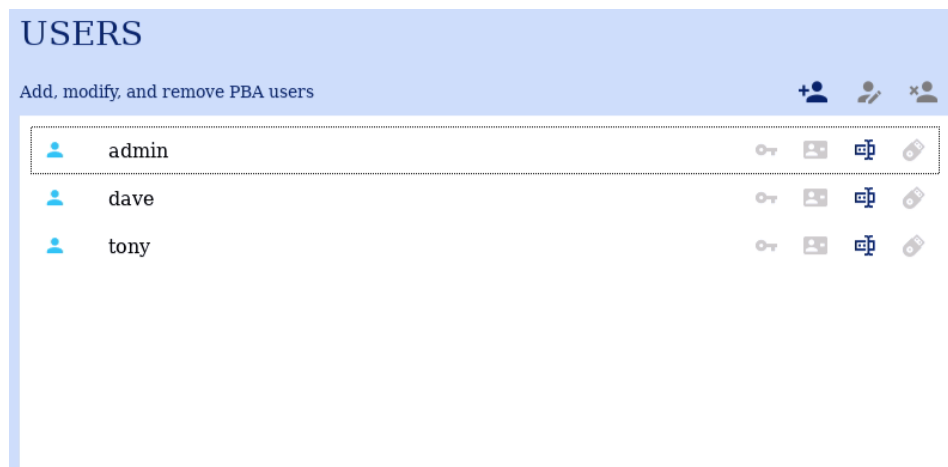 USERS
Add, modify, and remove PBA users
admin
dave
tony